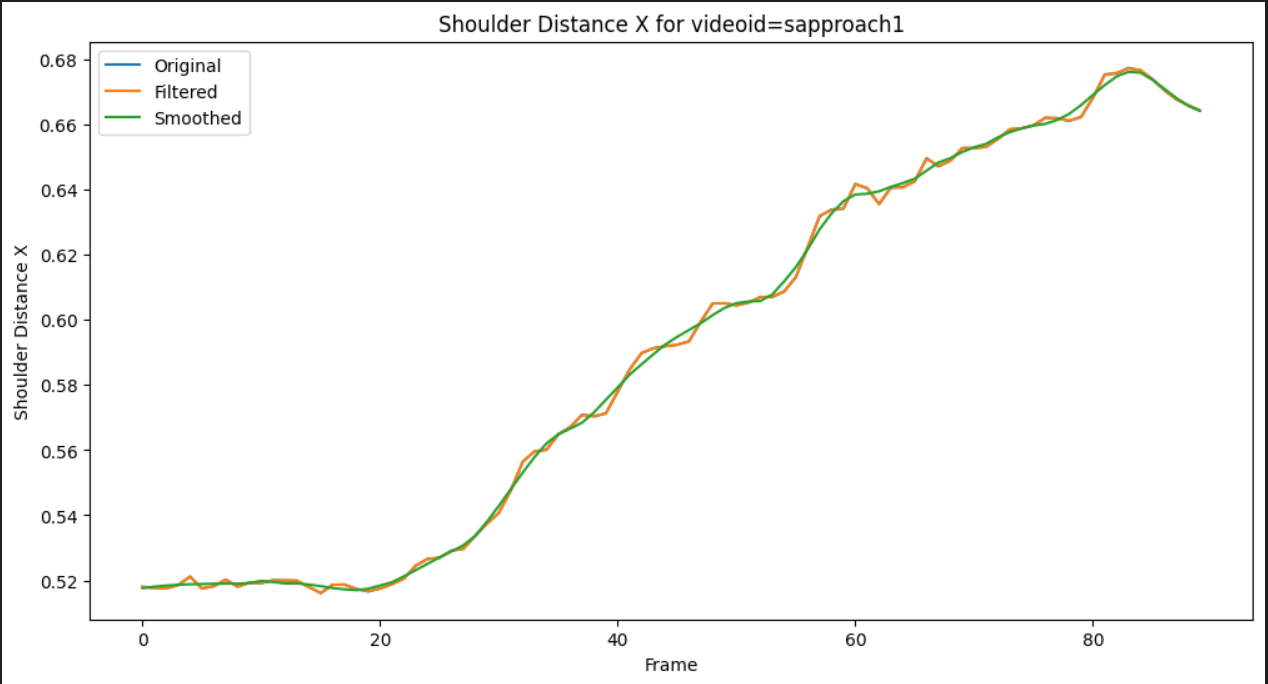 Shoulder Distance X for videoid=sapproach1
Original
Filtered
Smoothed
0.68
0.66
0.64
0.62
0.60
0.58
0.56
0.54
0.52
Shoulder Distance X
0 20 40 60 80
Frame